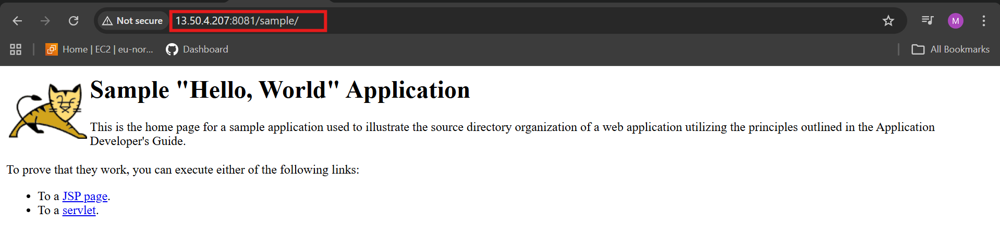 Not secure 13.50.4.207:8081/sample/ M
Home | EC2 | eu-nor... Dashboard All Bookmarks
Sample "Hello, World" Application
This is the home page for a sample application used to illustrate the source directory organization of a web application utilizing the principles outlined in the Application
Developer's Guide.
To prove that they work, you can execute either of the following links:
• To a JSP page.
• To a servlet.